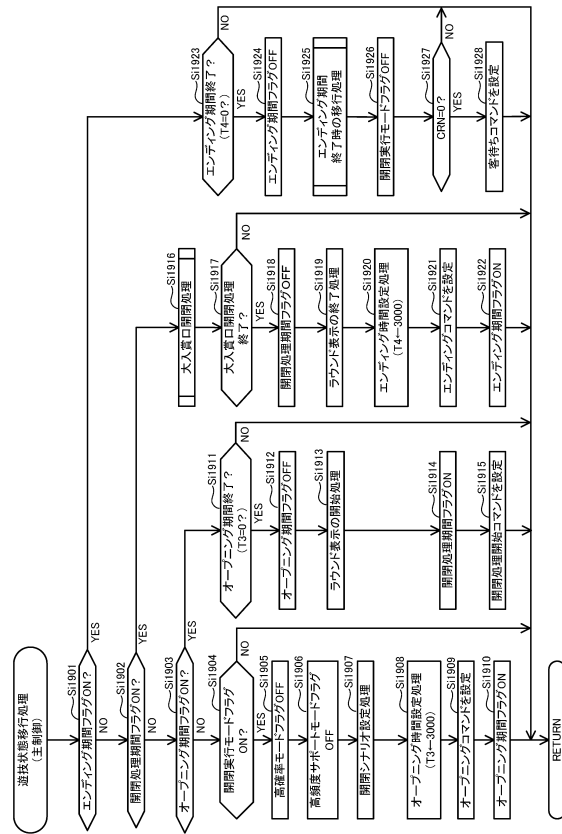 遊技状態移行処理
(主制御)
Si1901
エンディング期間フラグON?
YES
NO
Si1902
開閉処理期間フラグON?
YES
NO
Si1903
オープニング期間フラグON?
YES
NO
Si1904
開閉実行モードフラグ
ON?
NO
YES
Si1905
高確率モードフラグOFF
Si1906
高頻度サポートモードフラグ
OFF
Si1907
開閉シナリオ設定処理
Si1908
オープニング時間設定処理
(T3←3000)
Si1909
オープニングコマンドを設定
Si1910
オープニング期間フラグON
RETURN
Si1911
オープニング期間終了?
(T3=0?)
NO
YES
Si1912
オープニング期間フラグOFF
Si1913
ラウンド表示の開始処理
Si1914
開閉処理期間フラグON
Si1915
開閉処理開始コマンドを設定
Si1916
大入賞口開閉処理
Si1917
大入賞口開閉処理
終了?
NO
YES
Si1918
開閉処理期間フラグOFF
Si1919
ラウンド表示の終了処理
Si1920
エンディング時間設定処理
(T4←3000)
Si1921
エンディングコマンドを設定
Si1922
エンディング期間フラグON
Si1923
エンディング期間終了?
(T4=0?)
NO
YES
Si1924
エンディング期間フラグOFF
Si1925
エンディング期間
終了時の移行処理
Si1926
開閉実行モードフラグOFF
Si1927
CRN=0?
NO
YES
Si1928
客待ちコマンドを設定